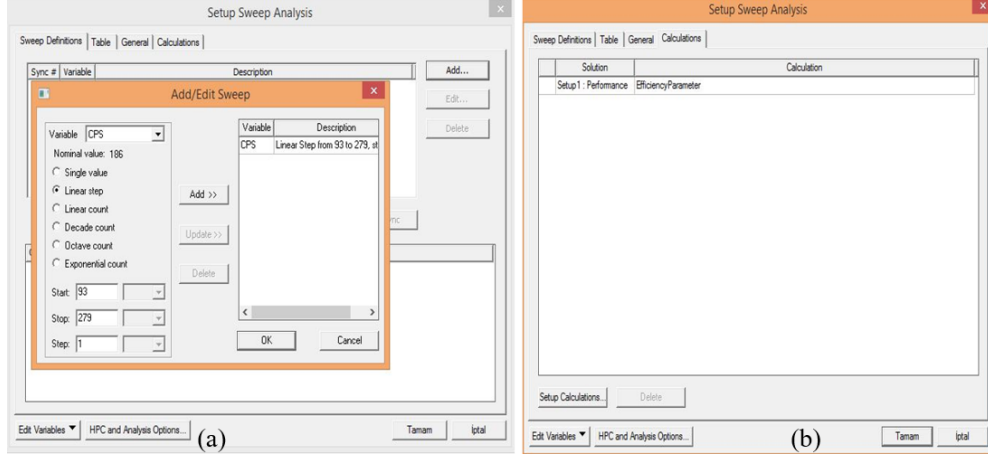 Setup Sweep Analysis
x
Sweep Definitions | Table | General | Calculations
Sync # Variable Description
Add...
Edit...
Delete
Add/Edit Sweep
x
Variable CPS
Nominal value: 186
Single value
Linear step
Linear count
Decade count
Octave count
Exponential count
Start: 93
Stop: 279
Step: 1
Add >>
Update >>
Delete
Variable Description
CPS Linear Step from 93 to 279, st
OK Cancel
Edit Variables HPC and Analysis Options...
(a)
Tamam İptal
Setup Sweep Analysis
x
Sweep Definitions | Table | General Calculations
Solution Calculation
Setup1 : Performance EfficiencyParameter
Setup Calculations... Delete
Edit Variables HPC and Analysis Options...
(b)
Tamam İptal